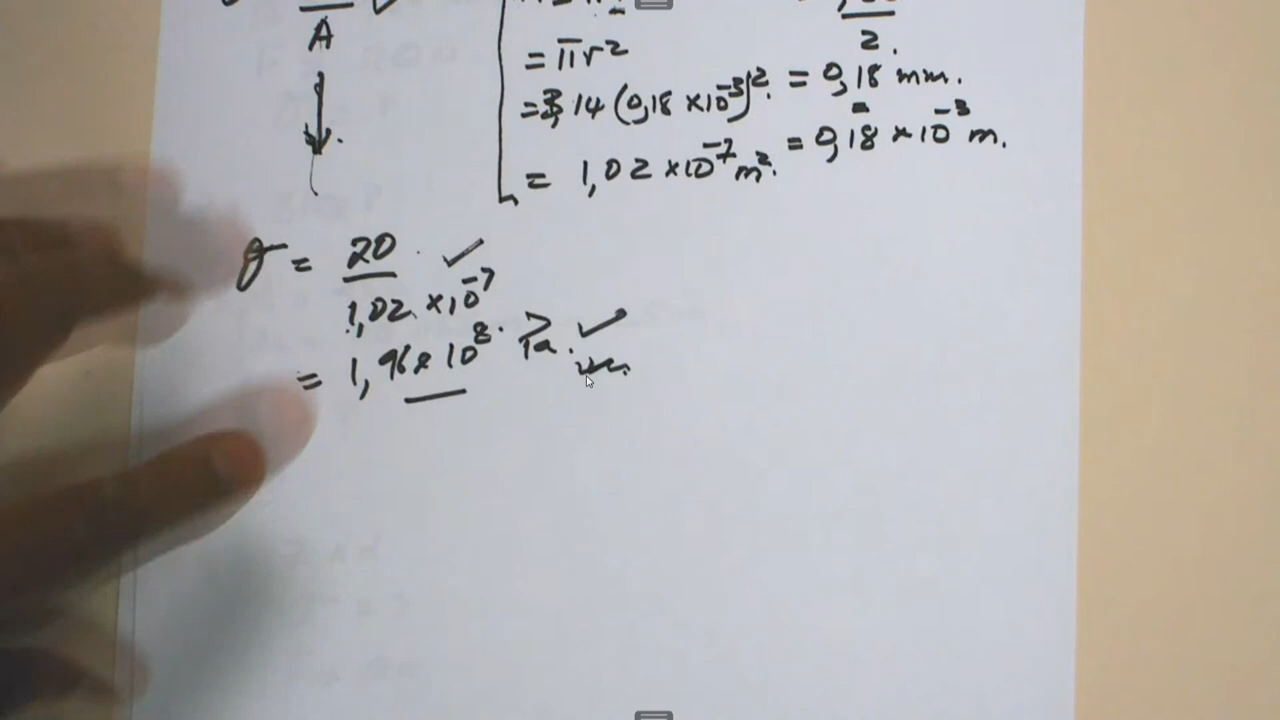 A
= πr²
= 3,14 (0,18 × 10⁻³)².
= 1,02 × 10⁻⁷ m².
2.
= 0,18 mm.
= 0,18 × 10⁻³ m.
σ = 20
1,02 × 10⁻⁷
= 1,96 × 10⁸. Pa.